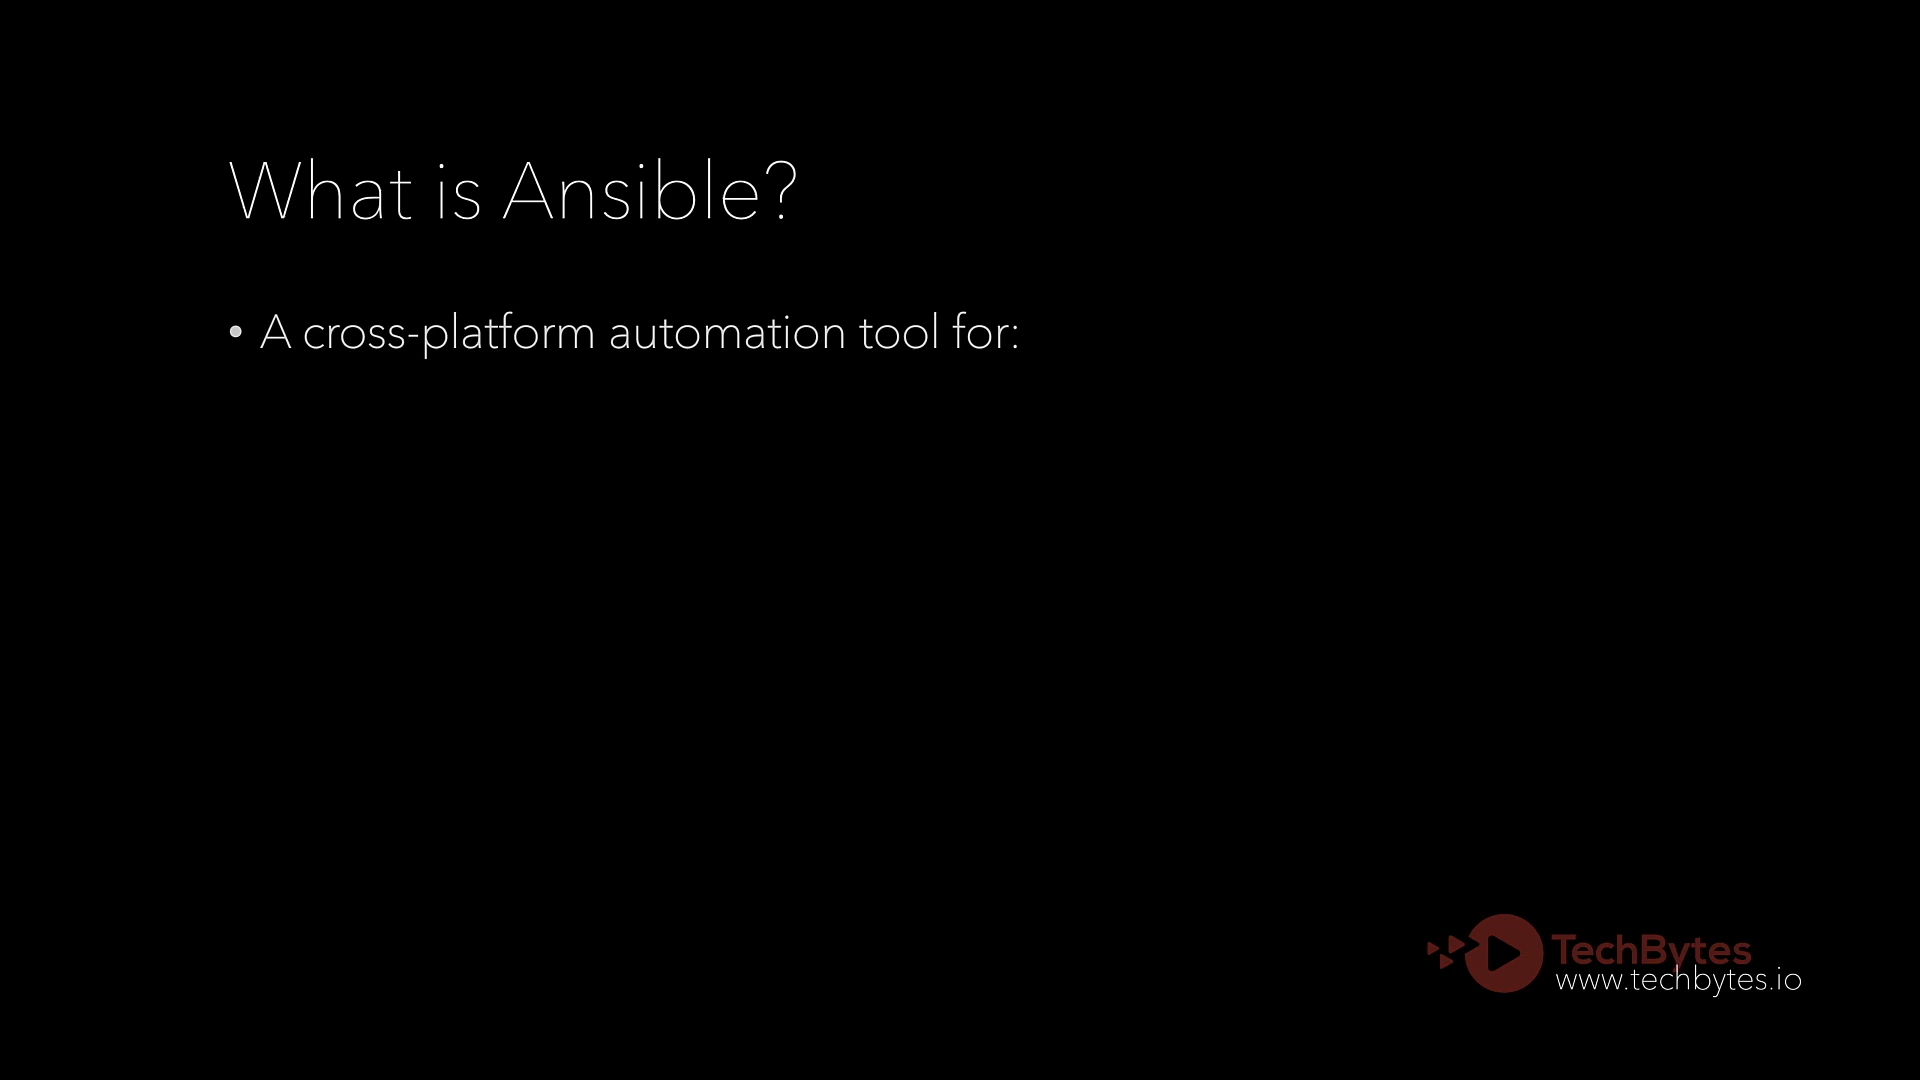 What is Ansible?
• A cross-platform automation tool for:
TechBytes
www.techbytes.io